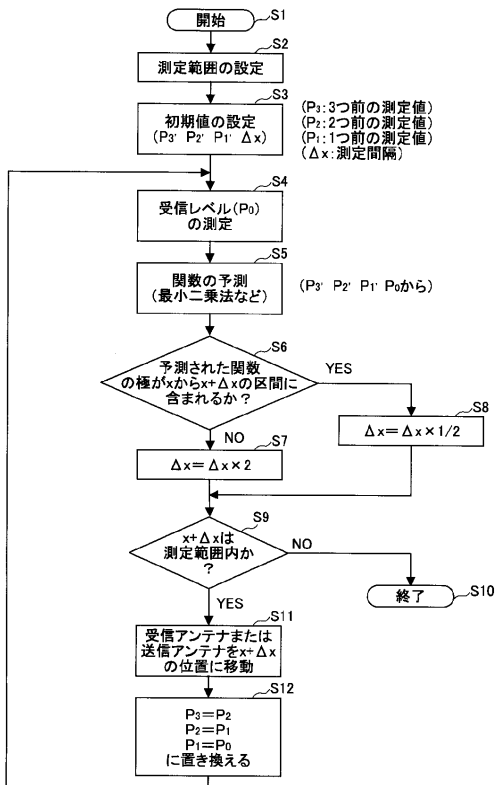 開始
S1
S2
測定範囲の設定
S3
初期値の設定
(P3, P2, P1, Δx)
(P3:3つ前の測定値)
(P2:2つ前の測定値)
(P1:1つ前の測定値)
(Δx:測定間隔)
S4
受信レベル(P0)
の測定
S5
関数の予測
(最小二乗法など)
(P3, P2, P1, P0から)
S6
予測された関数
の極がxからx+Δxの区間に
含まれるか?
YES
NO
S8
Δx=Δx×1/2
S7
Δx=Δx×2
S9
x+Δxは
測定範囲内か
?
NO
YES
終了
S10
S11
受信アンテナまたは
送信アンテナをx+Δx
の位置に移動
S12
P3=P2
P2=P1
P1=P0
に置き換える